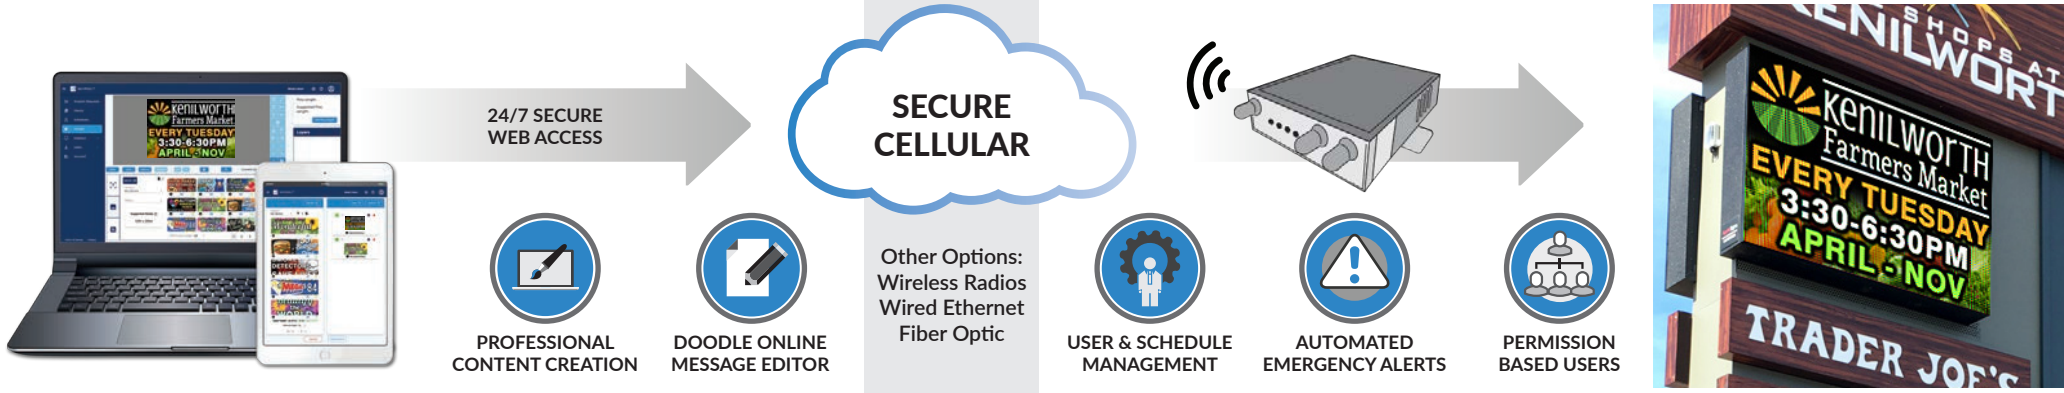 KENILWORTH
Farmers Market
EVERY TUESDAY
3:30-6:30PM
APRIL - NOV
24/7 SECURE
WEB ACCESS
SECURE
CELLULAR
Other Options:
Wireless Radios
Wired Ethernet
Fiber Optic
PROFESSIONAL
CONTENT CREATION
DOODLE ONLINE
MESSAGE EDITOR
USER & SCHEDULE
MANAGEMENT
AUTOMATED
EMERGENCY ALERTS
PERMISSION
BASED USERS
SHOPS AT
KENILWORT
KENILWORTH
Farmers Market
EVERY TUESDAY
3:30-6:30PM
APRIL - NOV
TRADER JOE'S